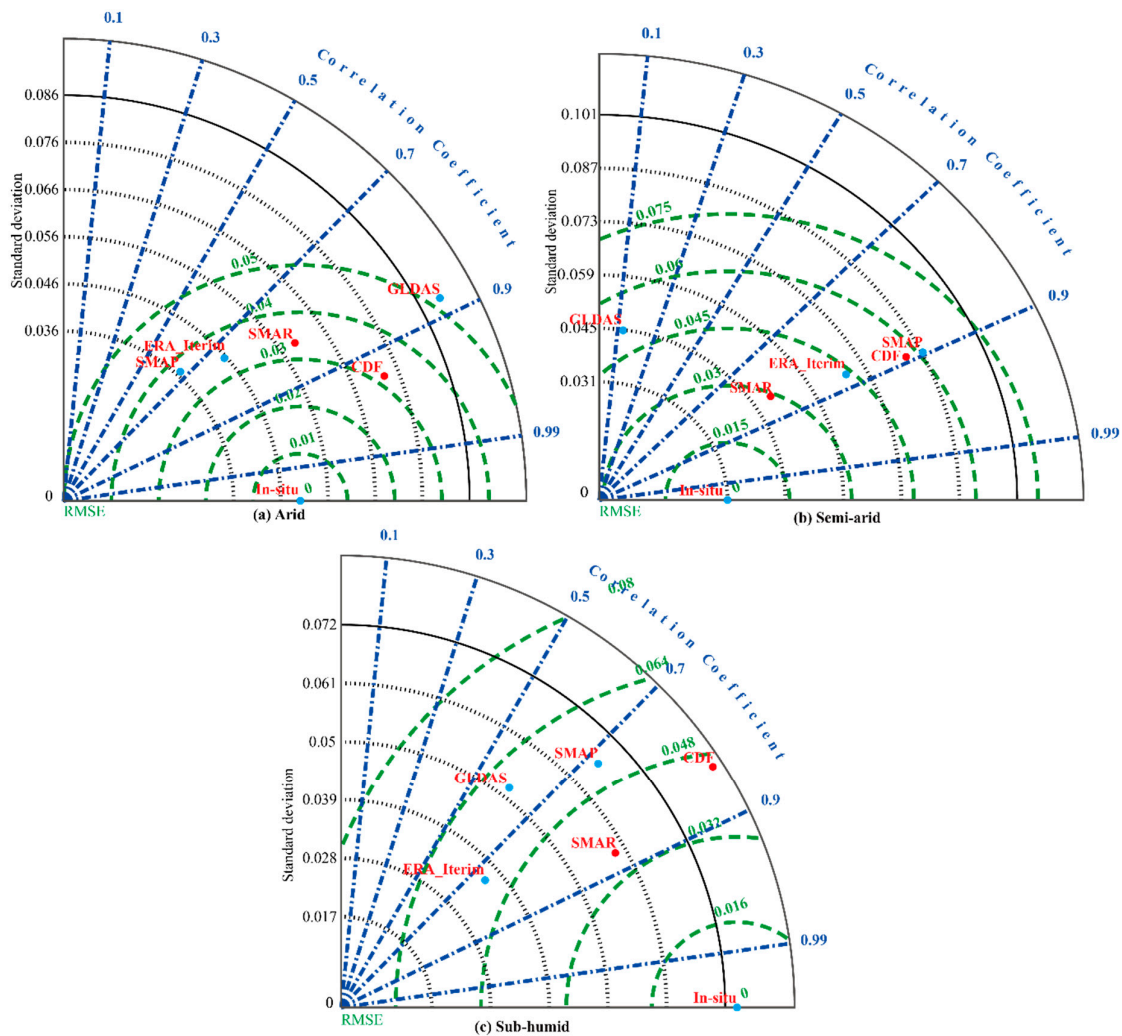 0.1
0.3
0.5
0.7
0.9
0.99
Correlation Coefficient
Standard deviation
0.086
0.076
0.066
0.056
0.046
0.036
0
0.05
0.04
0.03
0.02
0.01
0
GLDAS
SMAR
ERA_Iterim
SMAP
CDF
In-situ
RMSE
(a) Arid
0.1
0.3
0.5
0.7
0.9
0.99
Correlation Coefficient
Standard deviation
0.101
0.087
0.073
0.059
0.045
0.031
0
0.075
0.06
0.045
0.03
0.015
0
GLDAS
SMAP
CDF
ERA_Iterim
SMAR
In-situ
RMSE
(b) Semi-arid
0.1
0.3
0.5
0.7
0.9
0.99
Correlation Coefficient
Standard deviation
0.072
0.061
0.05
0.039
0.028
0.017
0
0.08
0.064
0.048
0.032
0.016
0
SMAP
CDF
GLDAS
SMAR
ERA_Iterim
In-situ
RMSE
(c) Sub-humid